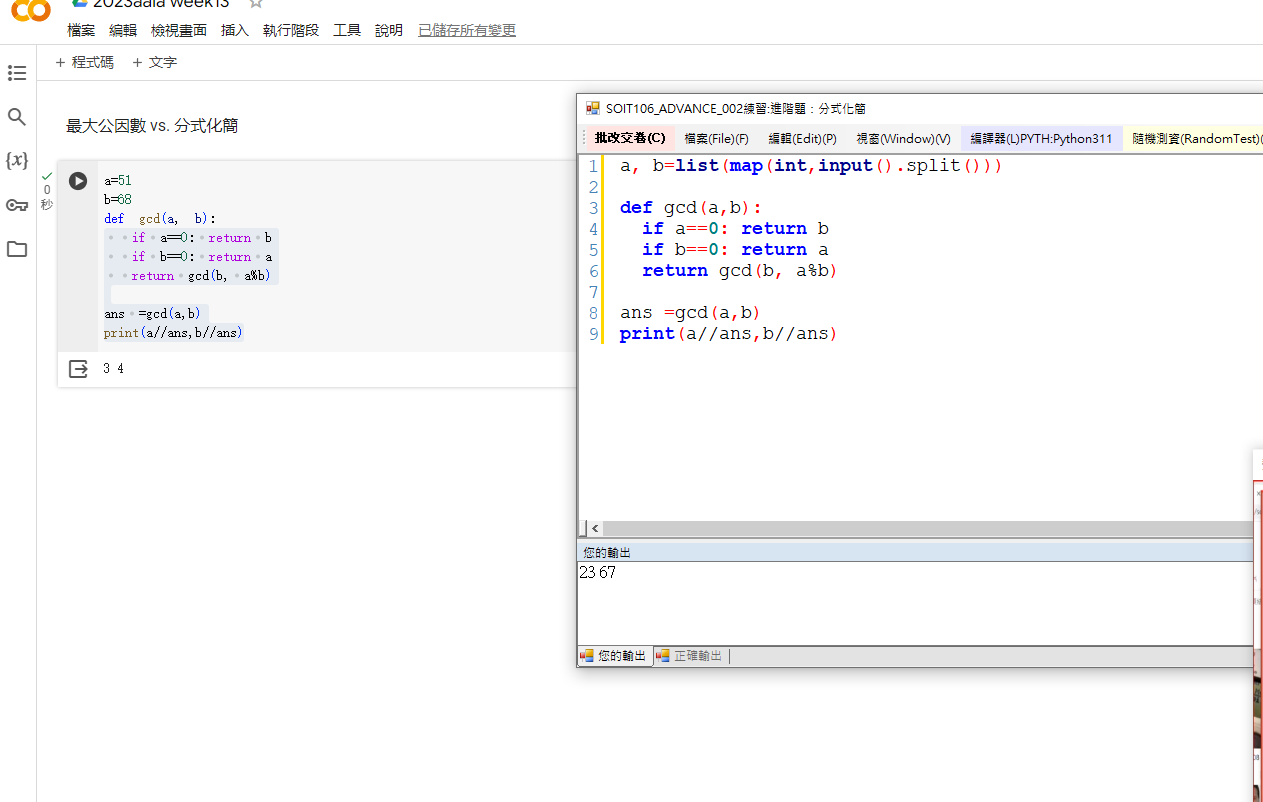 2023aaia week13
檔案 編輯 檢視畫面 插入 執行階段 工具 說明 已儲存所有變更
+ 程式碼 + 文字
最大公因數 vs. 分式化簡
{x}
0
秒
a=51
b=68
def gcd(a, b):
if a==0: return b
if b==0: return a
return gcd(b, a%b)
ans =gcd(a,b)
print(a//ans,b//ans)
3 4
SOIT106_ADVANCE_002練習:進階題：分式化簡
批改交卷(C) 檔案(File)(F) 編輯(Edit)(P) 視窗(Window)(V) 編譯器(L)PYTH:Python311 隨機測資(RandomTest)(
1 a, b=list(map(int,input().split()))
2
3 def gcd(a,b):
4 if a==0: return b
5 if b==0: return a
6 return gcd(b, a%b)
7
8 ans =gcd(a,b)
9 print(a//ans,b//ans)
您的輸出
23 67
您的輸出 正確輸出